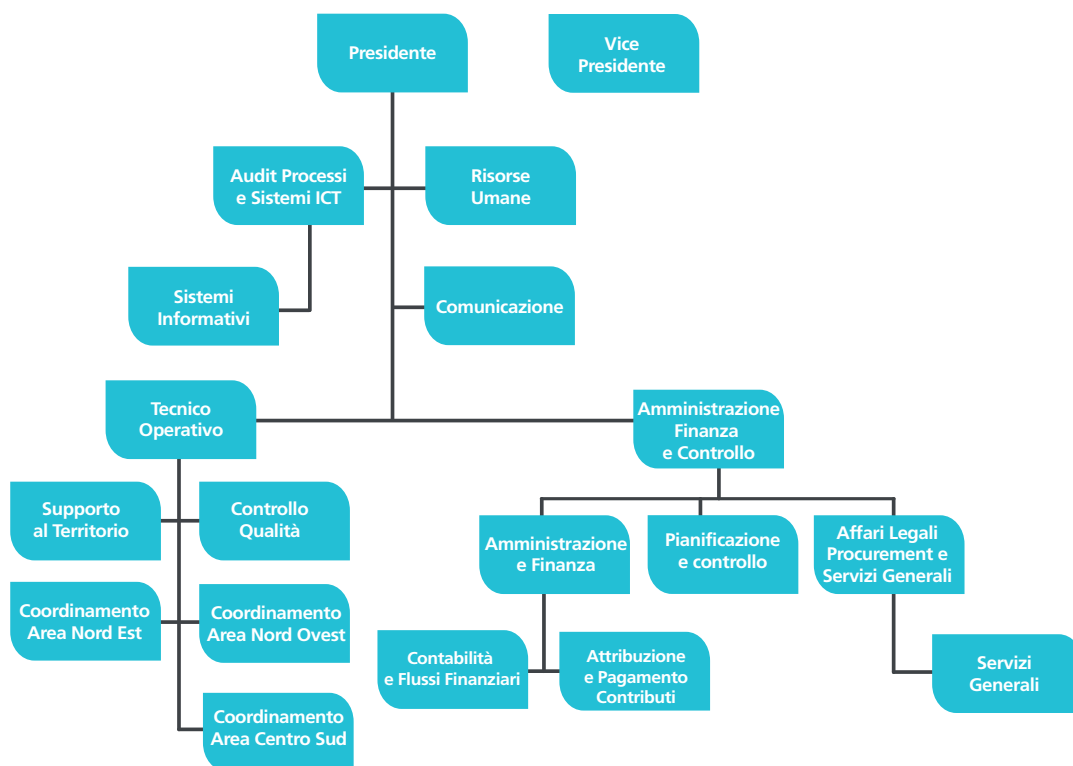 Presidente
Vice
Presidente
Audit Processi
e Sistemi ICT
Risorse
Umane
Sistemi
Informativi
Comunicazione
Tecnico
Operativo
Amministrazione
Finanza
e Controllo
Supporto
al Territorio
Controllo
Qualità
Amministrazione
e Finanza
Pianificazione
e controllo
Affari Legali
Procurement e
Servizi Generali
Coordinamento
Area Nord Est
Coordinamento
Area Nord Ovest
Contabilità
e Flussi Finanziari
Attribuzione
e Pagamento
Contributi
Servizi
Generali
Coordinamento
Area Centro Sud